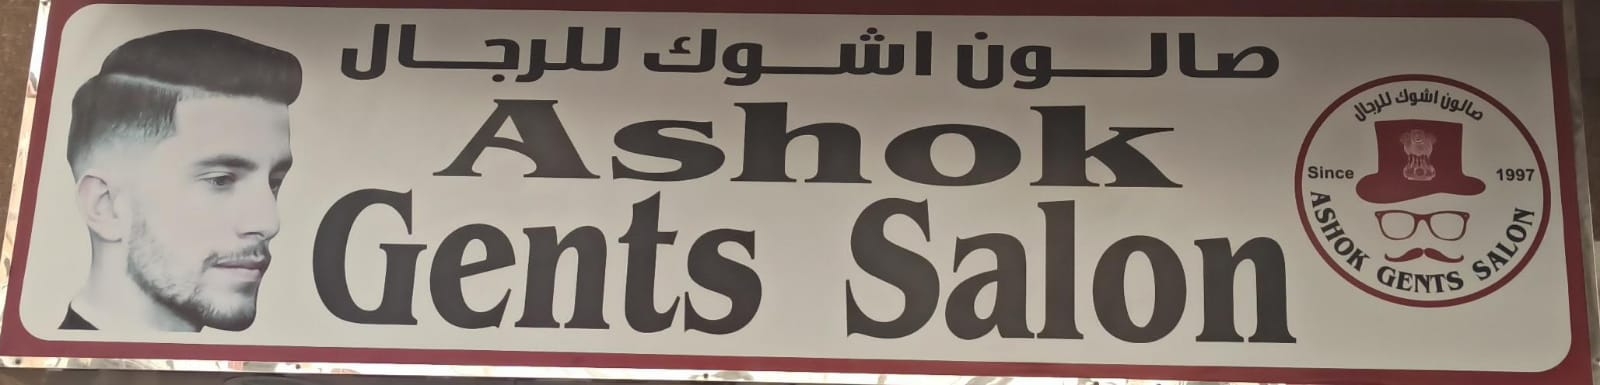 صالون اشوك للرجال
Ashok
Gents Salon
صالون اشوك للرجال
Since 1997
ASHOK GENTS SALON